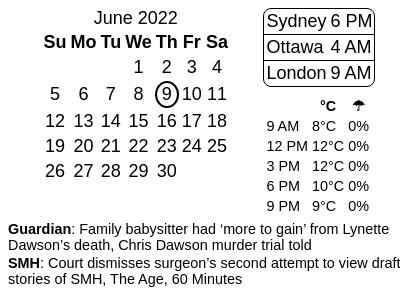 June 2022
Su Mo Tu We Th Fr Sa
1 2 3 4
5 6 7 8 9 10 11
12 13 14 15 16 17 18
19 20 21 22 23 24 25
26 27 28 29 30
Sydney 6 PM
Ottawa 4 AM
London 9 AM
°C ☂
9 AM 8°C 0%
12 PM 12°C 0%
3 PM 12°C 0%
6 PM 10°C 0%
9 PM 9°C 0%
Guardian: Family babysitter had ‘more to gain’ from Lynette
Dawson’s death, Chris Dawson murder trial told
SMH: Court dismisses surgeon’s second attempt to view draft
stories of SMH, The Age, 60 Minutes